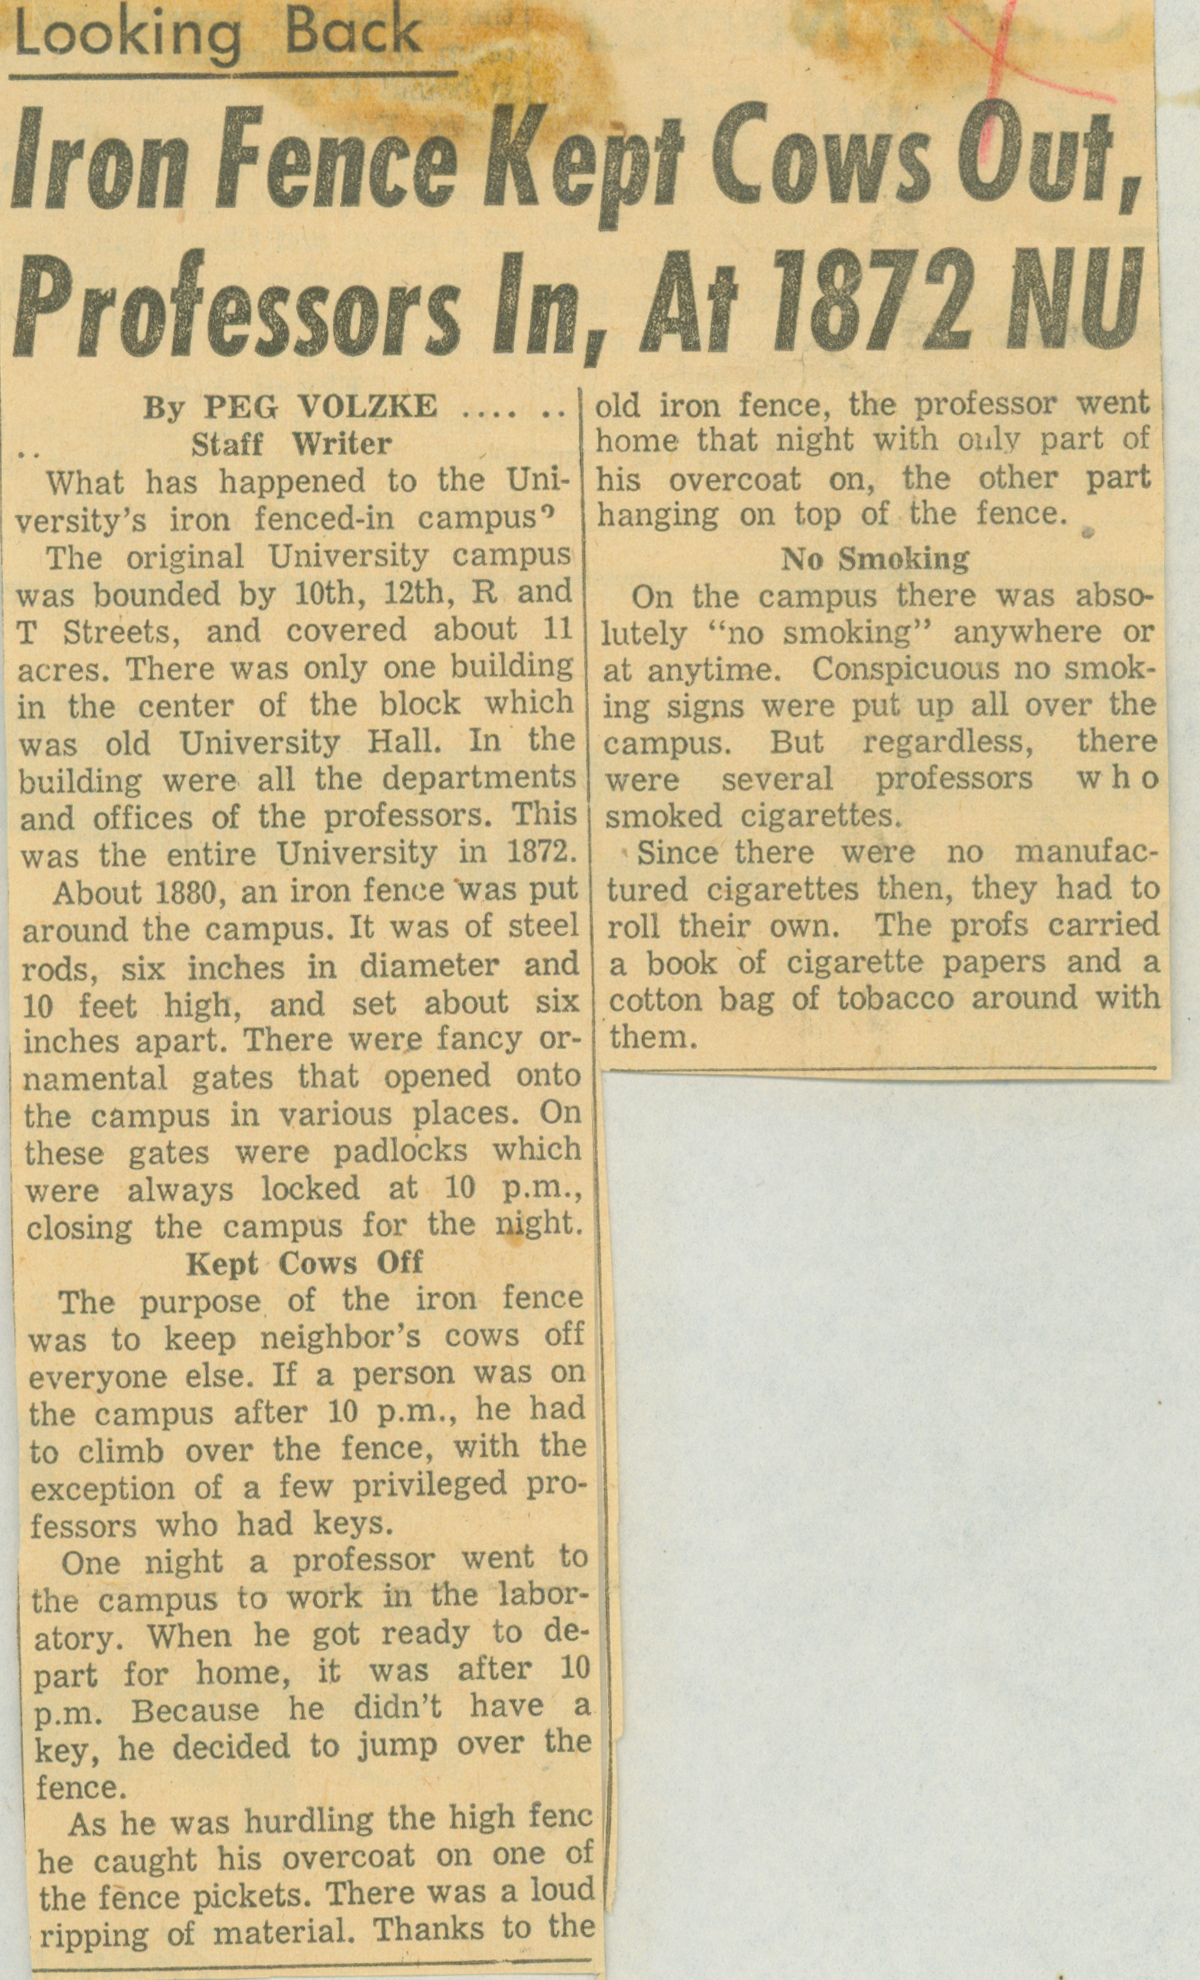 Looking Back
Iron Fence Kept Cows Out,
Professors In, At 1872 NU
By PEG VOLZKE .... ..
.. Staff Writer
What has happened to the Uni-
versity's iron fenced-in campus?
The original University campus
was bounded by 10th, 12th, R and
T Streets, and covered about 11
acres. There was only one building
in the center of the block which
was old University Hall. In the
building were all the departments
and offices of the professors. This
was the entire University in 1872.
About 1880, an iron fence was put
around the campus. It was of steel
rods, six inches in diameter and
10 feet high, and set about six
inches apart. There were fancy or-
namental gates that opened onto
the campus in various places. On
these gates were padlocks which
were always locked at 10 p.m.,
closing the campus for the night.
Kept Cows Off
The purpose of the iron fence
was to keep neighbor's cows off
everyone else. If a person was on
the campus after 10 p.m., he had
to climb over the fence, with the
exception of a few privileged pro-
fessors who had keys.
One night a professor went to
the campus to work in the labor-
atory. When he got ready to de-
part for home, it was after 10
p.m. Because he didn't have a
key, he decided to jump over the
fence.
As he was hurdling the high fenc
he caught his overcoat on one of
the fence pickets. There was a loud
ripping of material. Thanks to the
old iron fence, the professor went
home that night with only part of
his overcoat on, the other part
hanging on top of the fence.
No Smoking
On the campus there was abso-
lutely "no smoking" anywhere or
at anytime. Conspicuous no smok-
ing signs were put up all over the
campus. But regardless, there
were several professors who
smoked cigarettes.
Since there were no manufac-
tured cigarettes then, they had to
roll their own. The profs carried
a book of cigarette papers and a
cotton bag of tobacco around with
them.